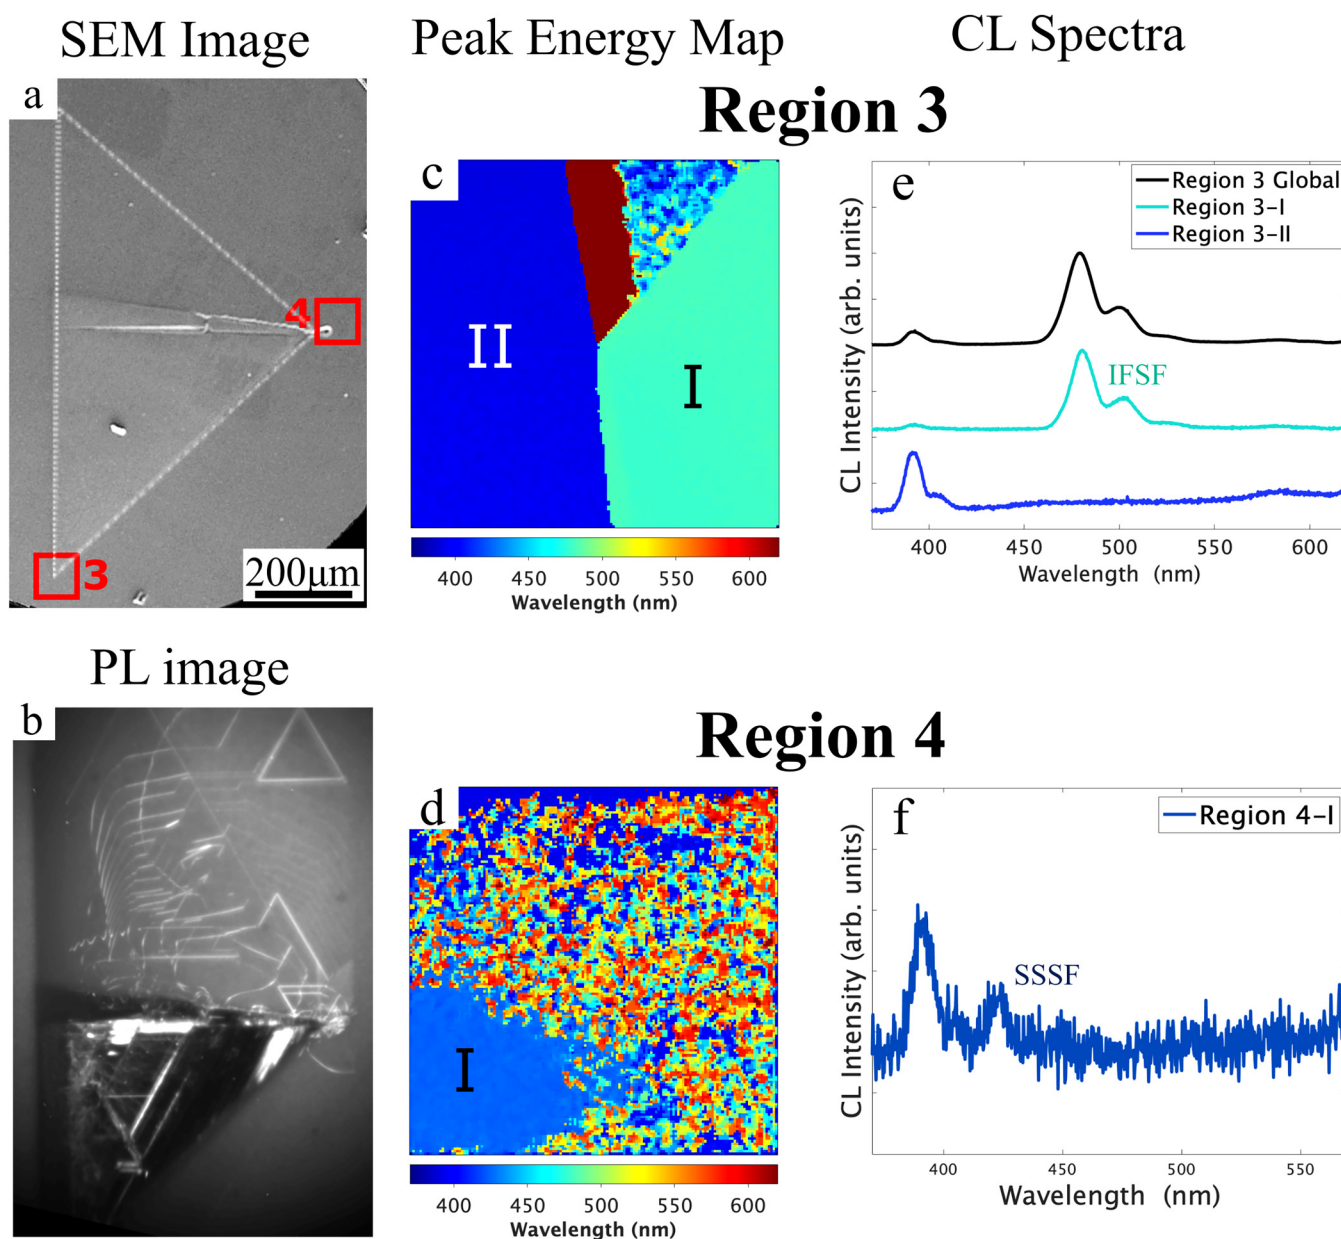 SEM Image
Peak Energy Map
CL Spectra
Region 3
a
4
3
200μm
c
II
I
400 450 500 550 600
Wavelength (nm)
e
Region 3 Global
Region 3-I
Region 3-II
IFSF
CL Intensity (arb. units)
400 450 500 550 600
Wavelength (nm)
PL image
b
Region 4
d
I
400 450 500 550 600
Wavelength (nm)
f
Region 4-I
SSSF
CL Intensity (arb. units)
400 450 500 550
Wavelength (nm)